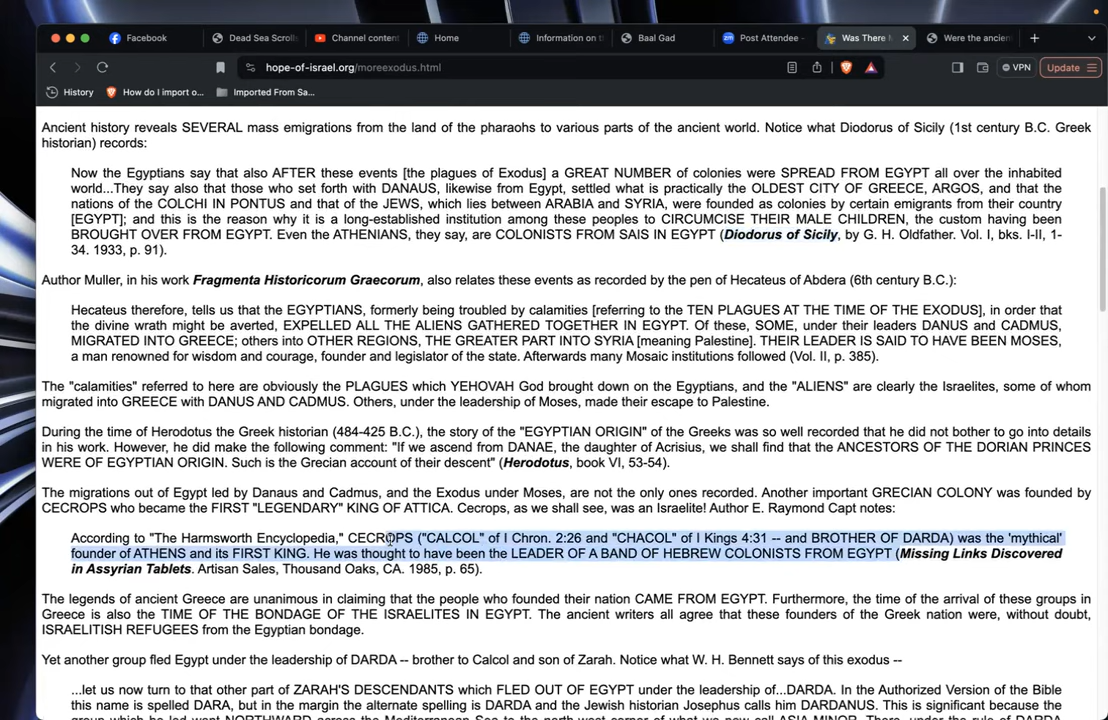 Facebook
Dead Sea Scrolls
Channel content
Home
Information on th
Baal Gad
Post Attendee -
Was There M
Were the ancien
hope-of-israel.org/moreexodus.html
VPN
Update
History
How do I import o...
Imported From Sa...
Ancient history reveals SEVERAL mass emigrations from the land of the pharaohs to various parts of the ancient world. Notice what Diodorus of Sicily (1st century B.C. Greek
historian) records:
Now the Egyptians say that also AFTER these events [the plagues of Exodus] a GREAT NUMBER of colonies were SPREAD FROM EGYPT all over the inhabited
world...They say also that those who set forth with DANAUS, likewise from Egypt, settled what is practically the OLDEST CITY OF GREECE, ARGOS, and that the
nations of the COLCHI IN PONTUS and that of the JEWS, which lies between ARABIA and SYRIA, were founded as colonies by certain emigrants from their country
[EGYPT]; and this is the reason why it is a long-established institution among these peoples to CIRCUMCISE THEIR MALE CHILDREN, the custom having been
BROUGHT OVER FROM EGYPT. Even the ATHENIANS, they say, are COLONISTS FROM SAIS IN EGYPT (Diodorus of Sicily, by G. H. Oldfather. Vol. I, bks. I-II, 1-
34. 1933, p. 91).
Author Muller, in his work Fragmenta Historicorum Graecorum, also relates these events as recorded by the pen of Hecateus of Abdera (6th century B.C.):
Hecateus therefore, tells us that the EGYPTIANS, formerly being troubled by calamities [referring to the TEN PLAGUES AT THE TIME OF THE EXODUS], in order that
the divine wrath might be averted, EXPELLED ALL THE ALIENS GATHERED TOGETHER IN EGYPT. Of these, SOME, under their leaders DANUS and CADMUS,
MIGRATED INTO GREECE; others into OTHER REGIONS, THE GREATER PART INTO SYRIA [meaning Palestine]. THEIR LEADER IS SAID TO HAVE BEEN MOSES,
a man renowned for wisdom and courage, founder and legislator of the state. Afterwards many Mosaic institutions followed (Vol. II, p. 385).
The "calamities" referred to here are obviously the PLAGUES which YEHOVAH God brought down on the Egyptians, and the "ALIENS" are clearly the Israelites, some of whom
migrated into GREECE with DANUS AND CADMUS. Others, under the leadership of Moses, made their escape to Palestine.
During the time of Herodotus the Greek historian (484-425 B.C.), the story of the "EGYPTIAN ORIGIN" of the Greeks was so well recorded that he did not bother to go into details
in his work. However, he did make the following comment: "If we ascend from DANAE, the daughter of Acrisius, we shall find that the ANCESTORS OF THE DORIAN PRINCES
WERE OF EGYPTIAN ORIGIN. Such is the Grecian account of their descent" (Herodotus, book VI, 53-54).
The migrations out of Egypt led by Danaus and Cadmus, and the Exodus under Moses, are not the only ones recorded. Another important GRECIAN COLONY was founded by
CECROPS who became the FIRST "LEGENDARY" KING OF ATTICA. Cecrops, as we shall see, was an Israelite! Author E. Raymond Capt notes:
According to "The Harmsworth Encyclopedia," CECROPS ("CALCOL" of I Chron. 2:26 and "CHACOL" of I Kings 4:31 -- and BROTHER OF DARDA) was the 'mythical'
founder of ATHENS and its FIRST KING. He was thought to have been the LEADER OF A BAND OF HEBREW COLONISTS FROM EGYPT (Missing Links Discovered
in Assyrian Tablets. Artisan Sales, Thousand Oaks, CA. 1985, p. 65).
The legends of ancient Greece are unanimous in claiming that the people who founded their nation CAME FROM EGYPT. Furthermore, the time of the arrival of these groups in
Greece is also the TIME OF THE BONDAGE OF THE ISRAELITES IN EGYPT. The ancient writers all agree that these founders of the Greek nation were, without doubt,
ISRAELITISH REFUGEES from the Egyptian bondage.
Yet another group fled Egypt under the leadership of DARDA -- brother to Calcol and son of Zarah. Notice what W. H. Bennett says of this exodus --
...let us now turn to that other part of ZARAH'S DESCENDANTS which FLED OUT OF EGYPT under the leadership of...DARDA. In the Authorized Version of the Bible
this name is spelled DARA, but in the margin the alternate spelling is DARDA and the Jewish historian Josephus calls him DARDANUS. This is significant because the
group which he led went NORTHWARD across the Mediterranean Sea to the north-west corner of what we now call ASIA MINOR. There, under the rule of DARDA